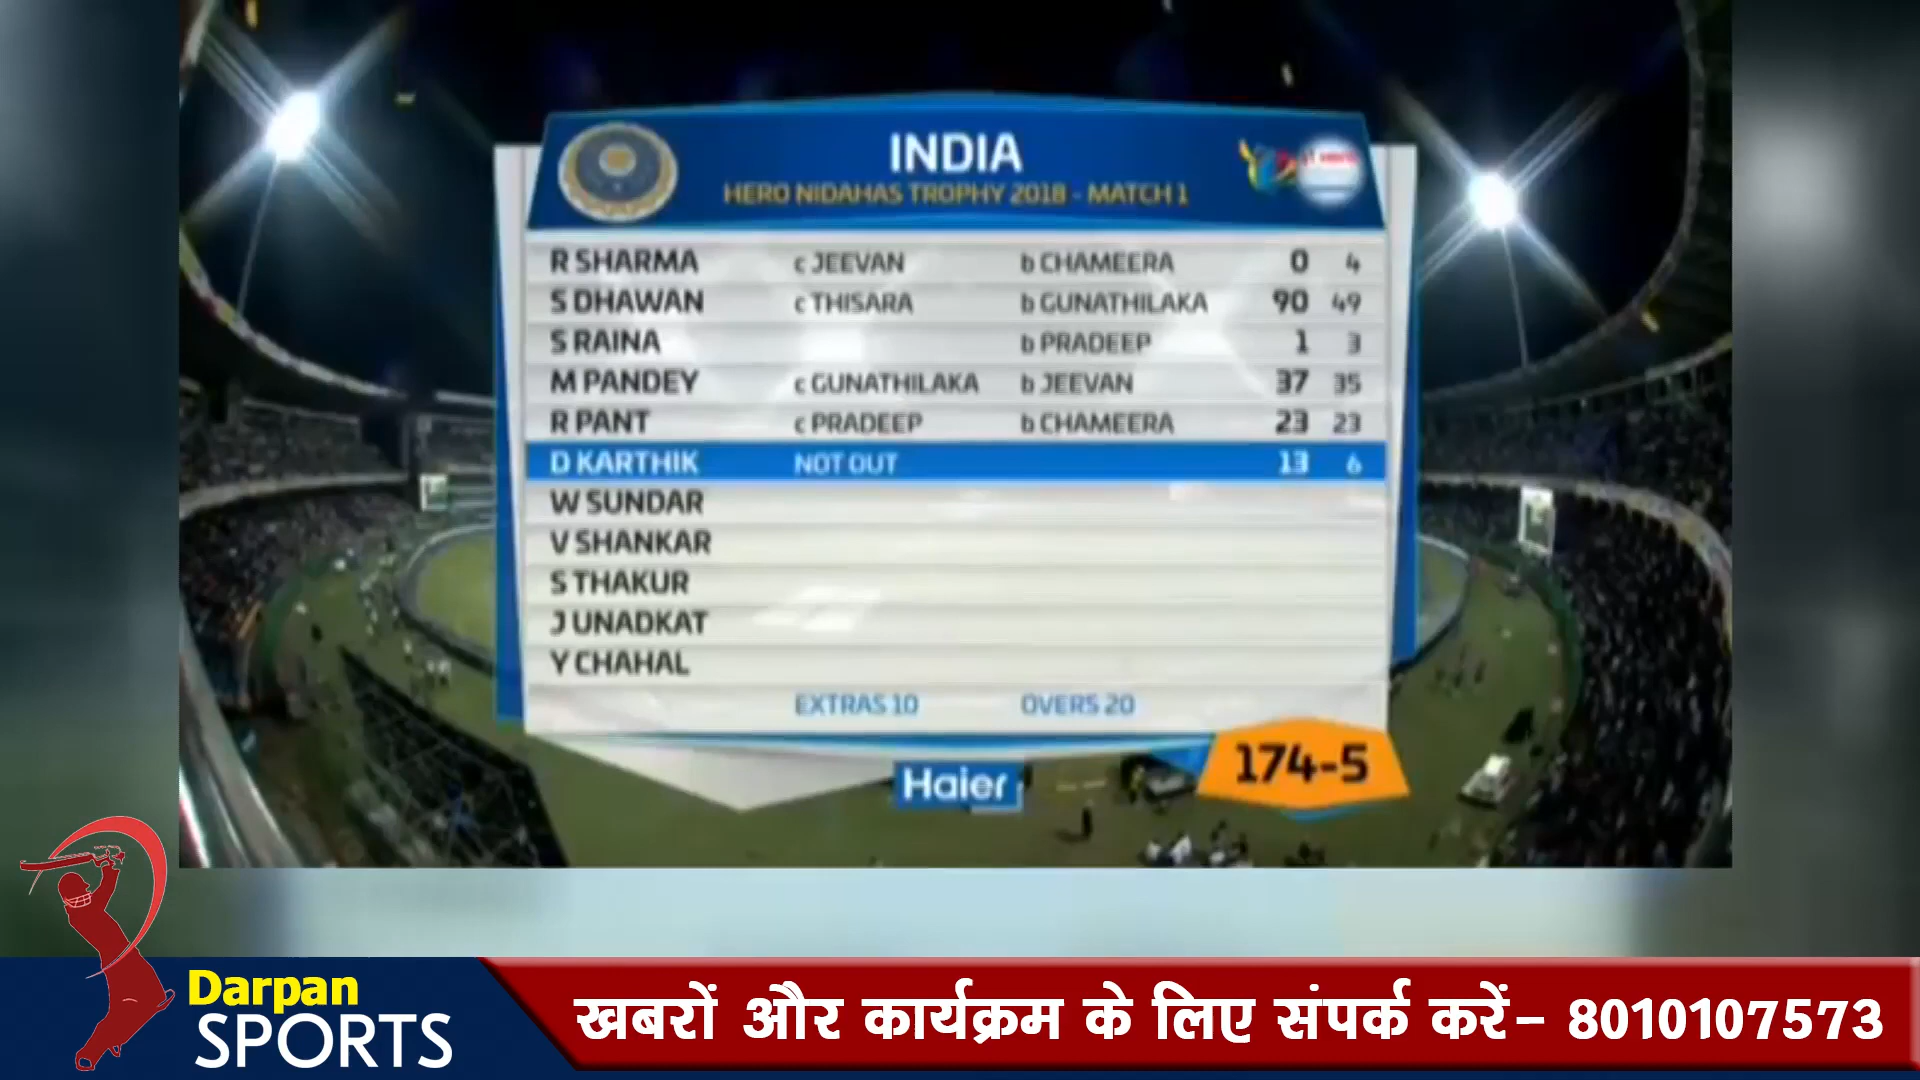 INDIA
HERO NIDAHAS TROPHY 2018 - MATCH 1
R SHARMA c JEEVAN b CHAMEERA 0 4
S DHAWAN c THISARA b GUNATHILAKA 90 49
S RAINA b PRADEEP 1 3
M PANDEY c GUNATHILAKA b JEEVAN 37 35
R PANT c PRADEEP b CHAMEERA 23 23
D KARTHIK NOT OUT 13 6
W SUNDAR
V SHANKAR
S THAKUR
J UNADKAT
Y CHAHAL
EXTRAS 10 OVERS 20
174-5
Haier
Darpan
SPORTS
खबरों और कार्यक्रम के लिए संपर्क करें- 8010107573